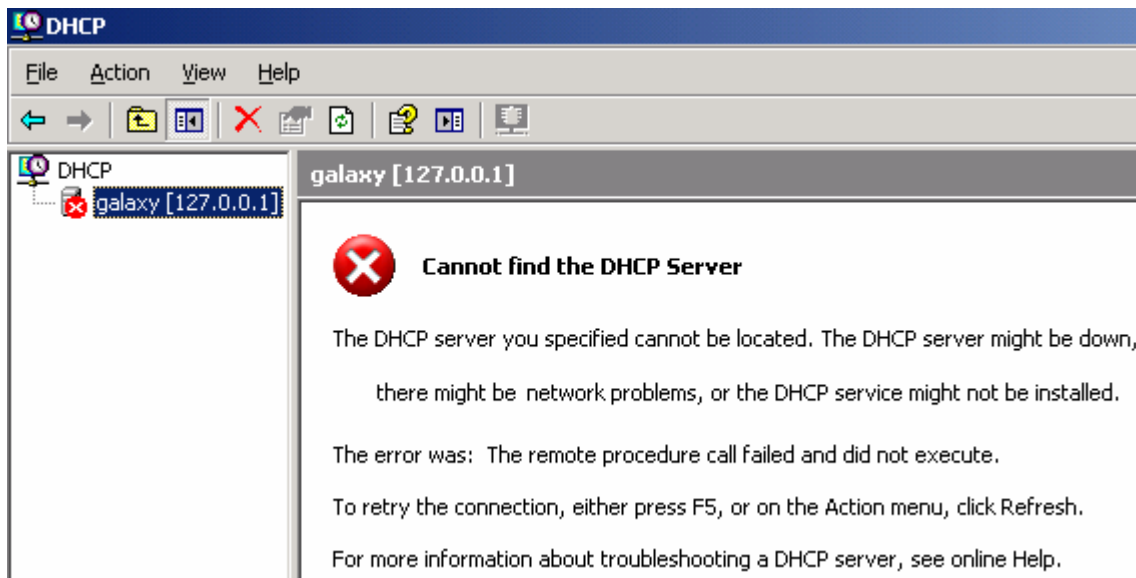 DHCP
File Action View Help
DHCP
galaxy [127.0.0.1]
galaxy [127.0.0.1]
Cannot find the DHCP Server
The DHCP server you specified cannot be located. The DHCP server might be down,
there might be network problems, or the DHCP service might not be installed.
The error was: The remote procedure call failed and did not execute.
To retry the connection, either press F5, or on the Action menu, click Refresh.
For more information about troubleshooting a DHCP server, see online Help.